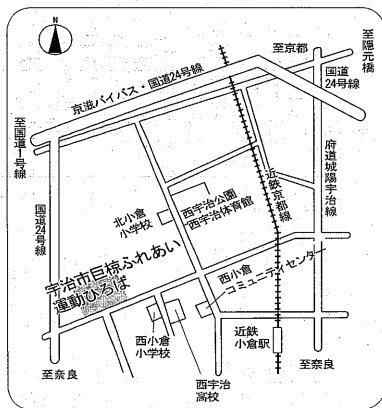 N
至京都
至隠元橋
国道
24号線
京滋バイパス・国道24号線
至国道1号線
国道24号線
府道城陽宇治線
近鉄京都線
西宇治公園
西宇治体育館
北小倉
小学校
宇治市巨椋ふれあい
運動ひろば
西小倉
コミュニティセンター
西小倉
小学校
近鉄
小倉駅
西宇治
高校
至奈良
至奈良